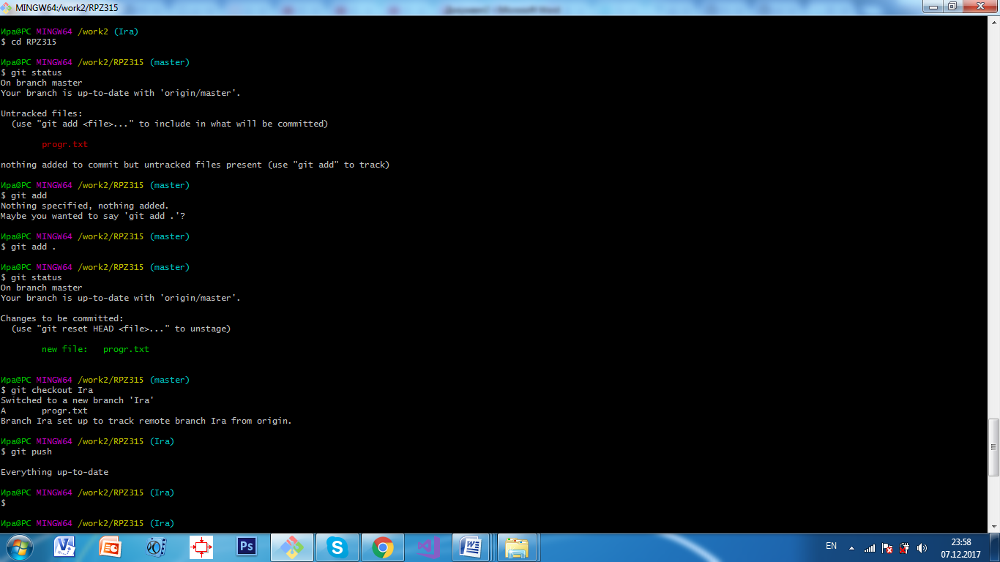 MINGW64:/work2/RPZ315
Ира@PC MINGW64 /work2 (Ira)
$ cd RPZ315
Ира@PC MINGW64 /work2/RPZ315 (master)
$ git status
On branch master
Your branch is up-to-date with 'origin/master'.
Untracked files:
(use "git add <file>..." to include in what will be committed)
progr.txt
nothing added to commit but untracked files present (use "git add" to track)
Ира@PC MINGW64 /work2/RPZ315 (master)
$ git add
Nothing specified, nothing added.
Maybe you wanted to say 'git add .'?
Ира@PC MINGW64 /work2/RPZ315 (master)
$ git add .
Ира@PC MINGW64 /work2/RPZ315 (master)
$ git status
On branch master
Your branch is up-to-date with 'origin/master'.
Changes to be committed:
(use "git reset HEAD <file>..." to unstage)
new file:   progr.txt
Ира@PC MINGW64 /work2/RPZ315 (master)
$ git checkout Ira
Switched to a new branch 'Ira'
A       progr.txt
Branch Ira set up to track remote branch Ira from origin.
Ира@PC MINGW64 /work2/RPZ315 (Ira)
$ git push
Everything up-to-date
Ира@PC MINGW64 /work2/RPZ315 (Ira)
$
Ира@PC MINGW64 /work2/RPZ315 (Ira)
EN
23:58
07.12.2017